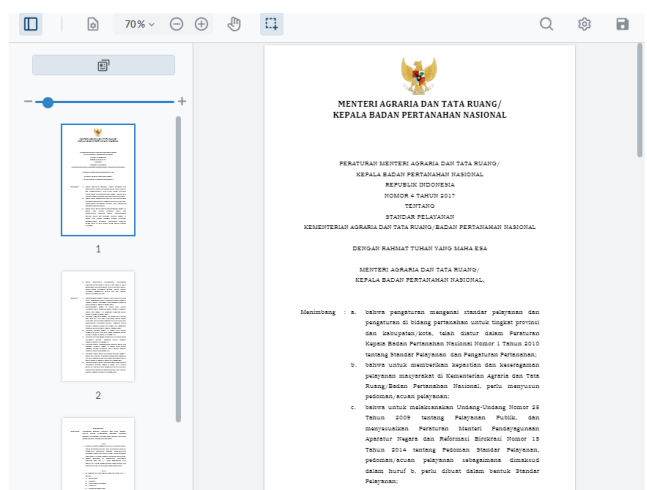 70%
MENTERI AGRARIA DAN TATA RUANG/
KEPALA BADAN PERTANAHAN NASIONAL
PERATURAN MENTERI AGRARIA DAN TATA RUANG/
KEPALA BADAN PERTANAHAN NASIONAL
REPUBLIK INDONESIA
NOMOR 4 TAHUN 2017
TENTANG
STANDAR PELAYANAN
KEMENTERIAN AGRARIA DAN TATA RUANG/BADAN PERTANAHAN NASIONAL
DENGAN RAHMAT TUHAN YANG MAHA ESA
MENTERI AGRARIA DAN TATA RUANG/
KEPALA BADAN PERTANAHAN NASIONAL,
Menimbang : a. bahwa pengaturan mengenai standar pelayanan dan
pengaturan di bidang pertanahan untuk tingkat provinsi
dan kabupaten/kota, telah diatur dalam Peraturan
Kepala Badan Pertanahan Nasional Nomor 1 Tahun 2010
tentang Standar Pelayanan dan Pengaturan Pertanahan;
b. bahwa untuk memberikan kepastian dan keseragaman
pelayanan masyarakat di Kementerian Agraria dan Tata
Ruang/Badan Pertanahan Nasional, perlu menyusun
pedoman/acuan pelayanan;
c. bahwa untuk melaksanakan Undang-Undang Nomor 25
Tahun 2009 tentang Pelayanan Publik, dan
menyesuaikan Peraturan Menteri Pendayagunaan
Aparatur Negara dan Reformasi Birokrasi Nomor 15
Tahun 2014 tentang Pedoman Standar Pelayanan,
pedoman/acuan pelayanan sebagaimana dimaksud
dalam huruf b, perlu dibuat dalam bentuk Standar
Pelayanan;
1
2